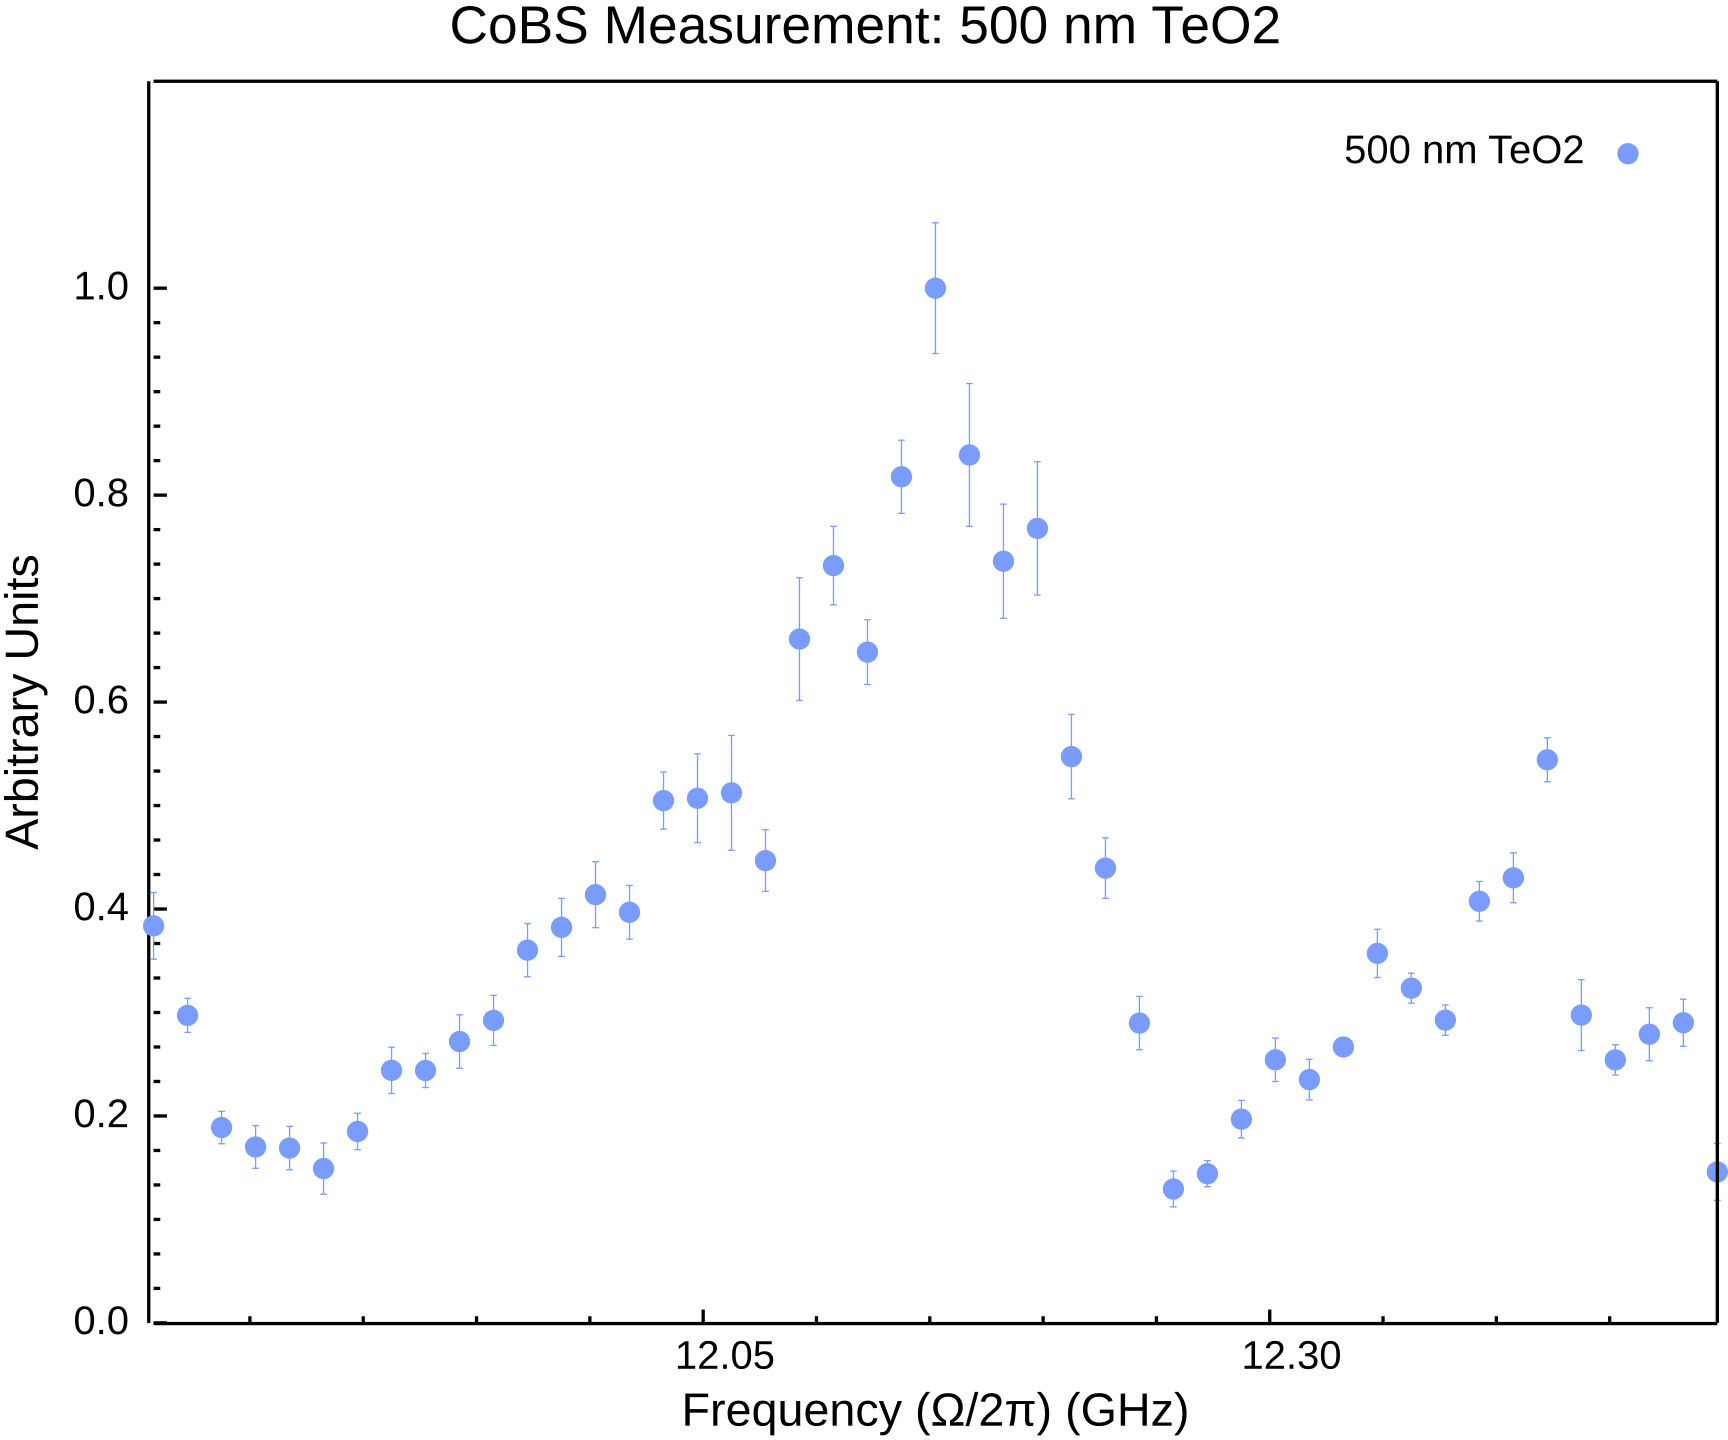 CoBS Measurement: 500 nm TeO2
500 nm TeO2
1.0
0.8
0.6
0.4
0.2
0.0
Arbitrary Units
12.05
12.30
Frequency (Ω/2π) (GHz)